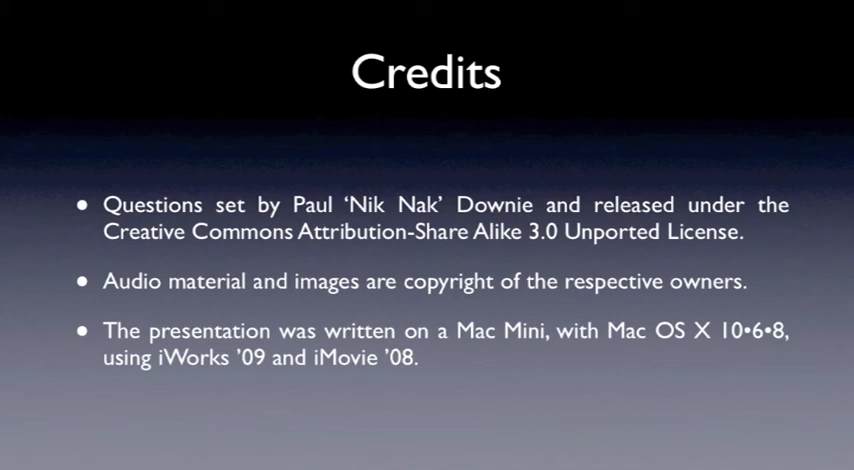 Credits
• Questions set by Paul ‘Nik Nak’ Downie and released under the
Creative Commons Attribution-Share Alike 3.0 Unported License.
• Audio material and images are copyright of the respective owners.
• The presentation was written on a Mac Mini, with Mac OS X 10•6•8,
using iWorks ’09 and iMovie ’08.